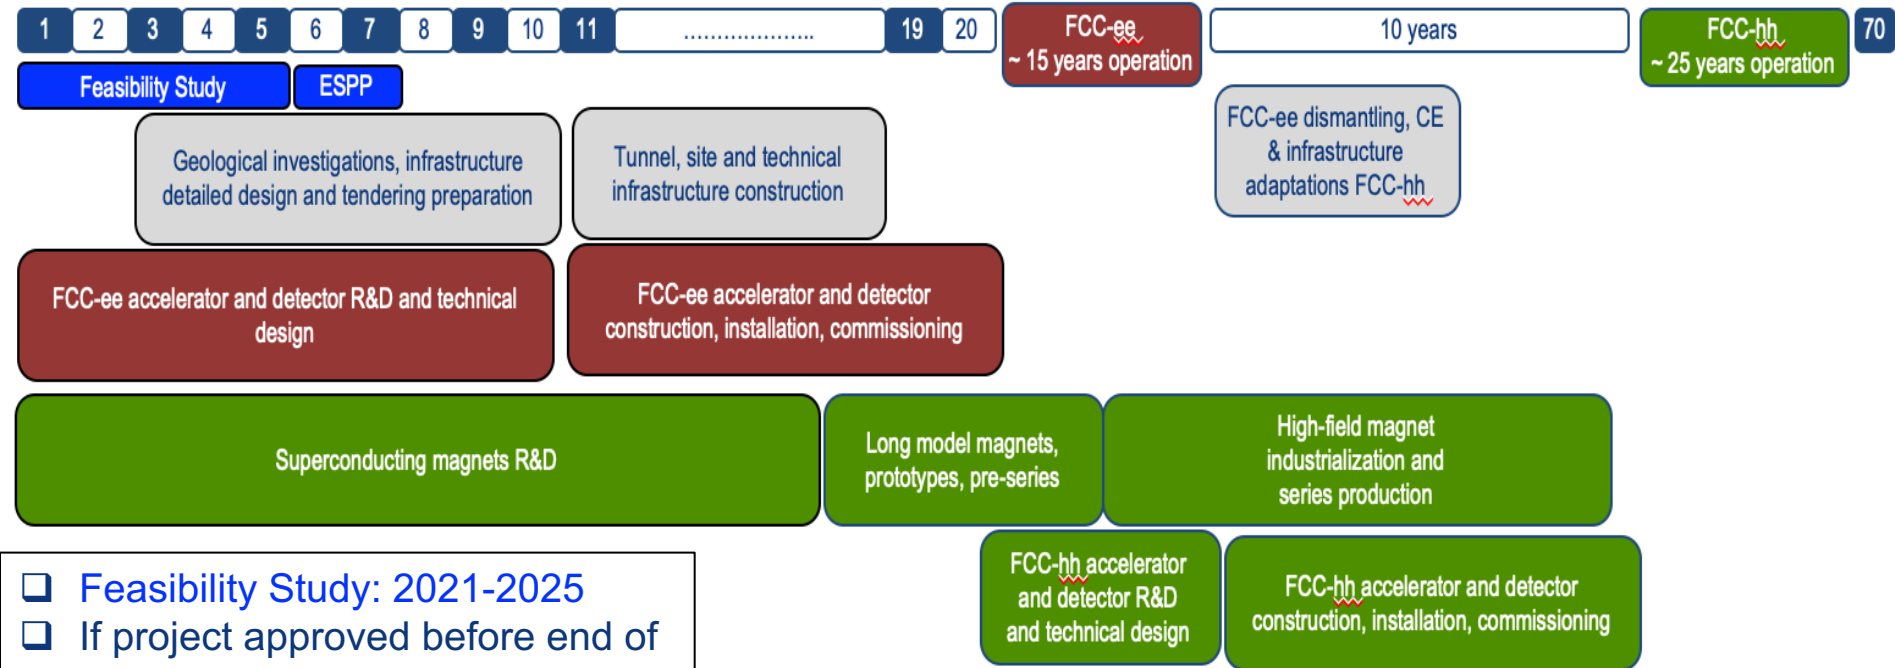 1 2 3 4 5 6 7 8 9 10 11 ................... 19 20
FCC-ee
~ 15 years operation
10 years
FCC-hh
~ 25 years operation
70
Feasibility Study
ESPP
Geological investigations, infrastructure
detailed design and tendering preparation
Tunnel, site and technical
infrastructure construction
FCC-ee dismantling, CE
& infrastructure
adaptations FCC-hh
FCC-ee accelerator and detector R&D and technical
design
FCC-ee accelerator and detector
construction, installation, commissioning
Superconducting magnets R&D
Long model magnets,
prototypes, pre-series
High-field magnet
industrialization and
series production
FCC-hh accelerator
and detector R&D
and technical design
FCC-hh accelerator and detector
construction, installation, commissioning
❑ Feasibility Study: 2021-2025
❑ If project approved before end of